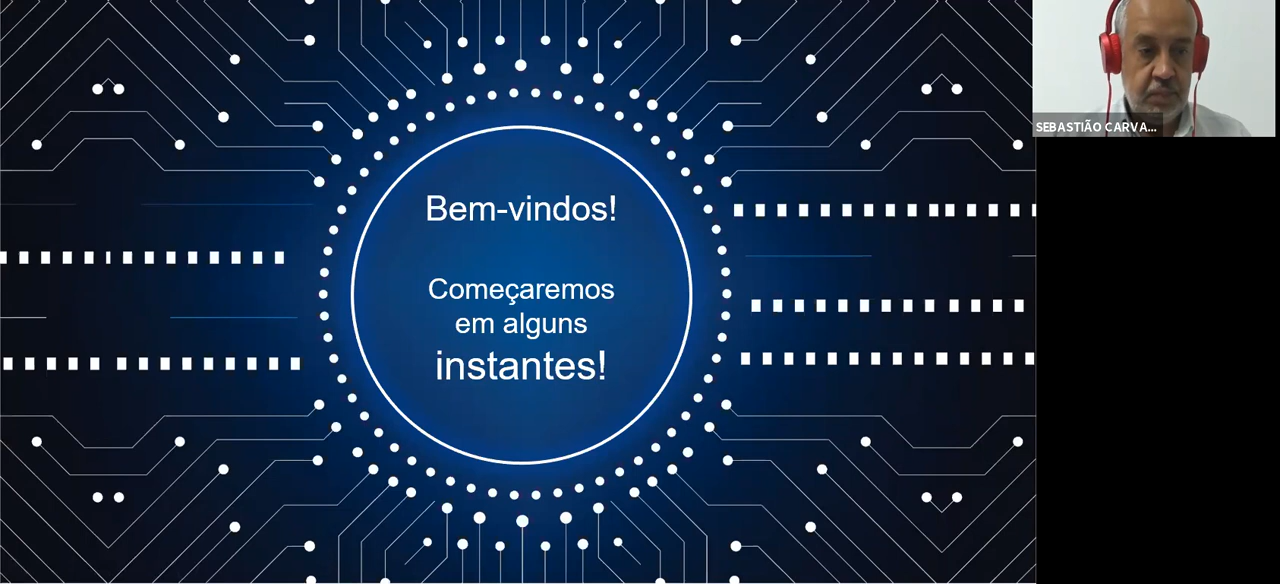 Bem-vindos!
Começaremos
em alguns
instantes!
SEBASTIÃO CARVA...